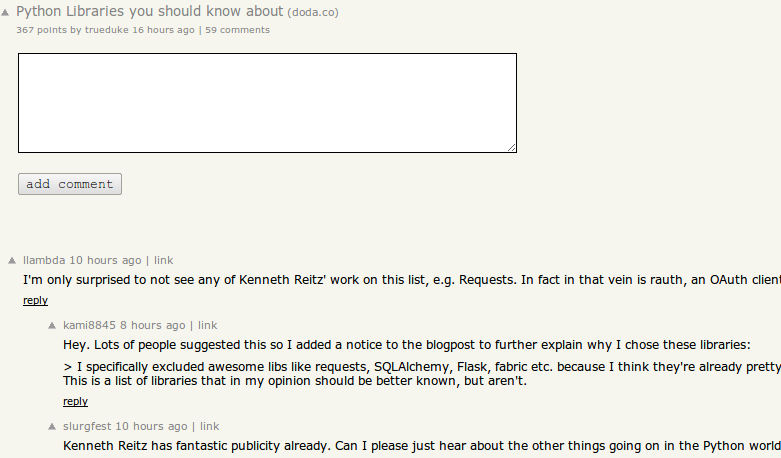 Python Libraries you should know about (doda.co)
367 points by trueduke 16 hours ago | 59 comments
add comment
llambda 10 hours ago | link
I'm only surprised to not see any of Kenneth Reitz' work on this list, e.g. Requests. In fact in that vein is rauth, an OAuth client
reply
kami8845 8 hours ago | link
Hey. Lots of people suggested this so I added a notice to the blogpost to further explain why I chose these libraries:
> I specifically excluded awesome libs like requests, SQLAlchemy, Flask, fabric etc. because I think they're already pretty
This is a list of libraries that in my opinion should be better known, but aren't.
reply
slurgfest 10 hours ago | link
Kenneth Reitz has fantastic publicity already. Can I please just hear about the other things going on in the Python world